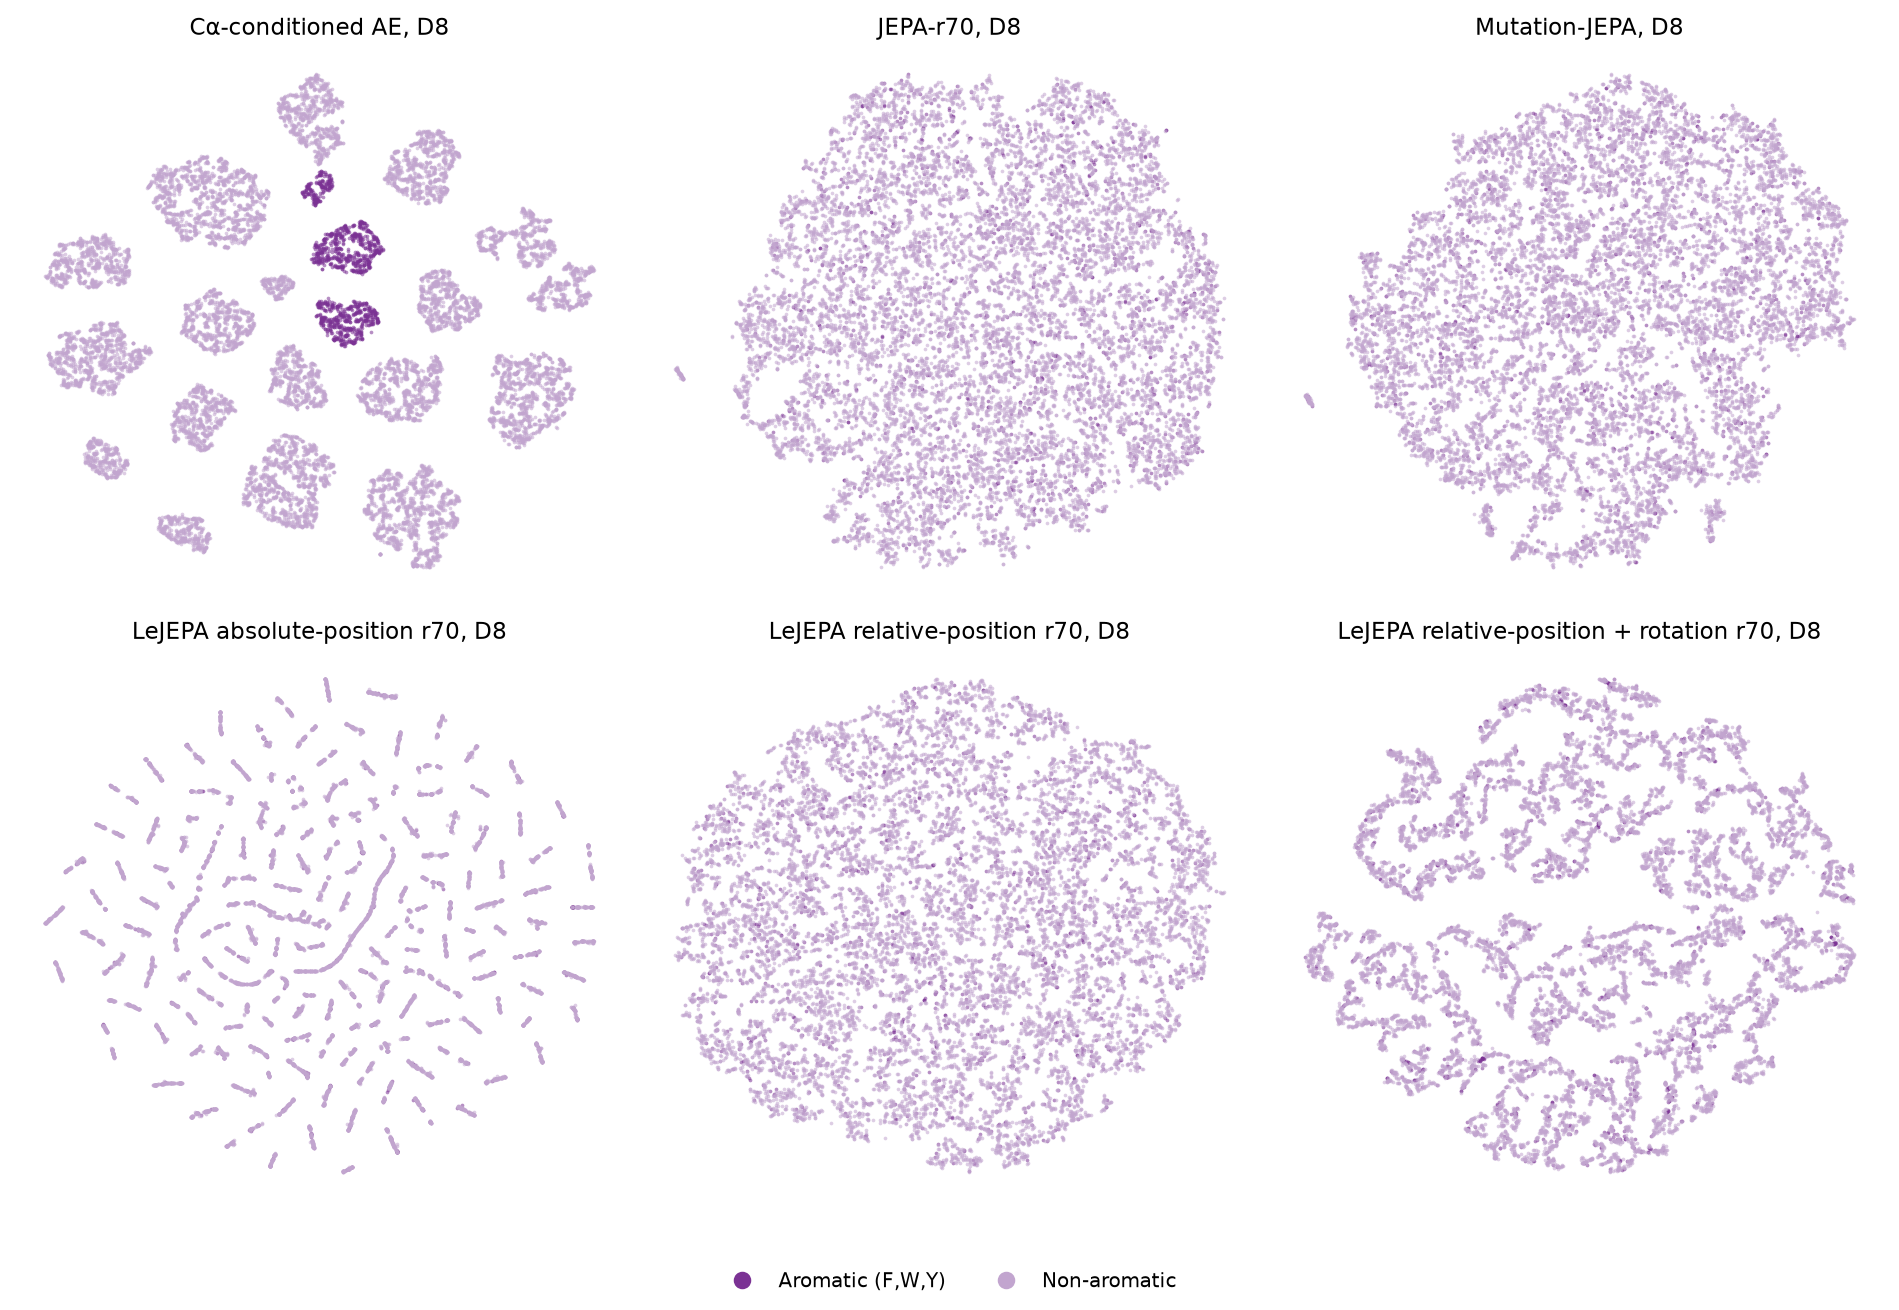 Cα-conditioned AE, D8
JEPA-r70, D8
Mutation-JEPA, D8
LeJEPA absolute-position r70, D8
LeJEPA relative-position r70, D8
LeJEPA relative-position + rotation r70, D8
Aromatic (F,W,Y)
Non-aromatic